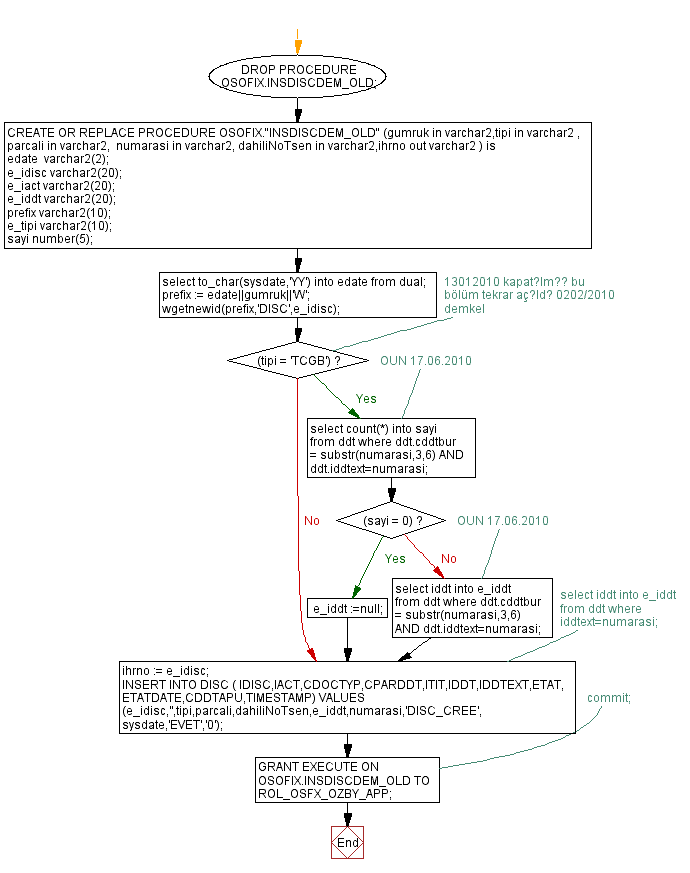 DROP PROCEDURE
OSOFIX.INSDISCDEM_OLD;
CREATE OR REPLACE PROCEDURE OSOFIX."INSDISCDEM_OLD" (gumruk in varchar2,tipi in varchar2 ,
parcali in varchar2,  numarasi in varchar2, dahiliNoTsen in varchar2,ihrno out varchar2 ) is
edate  varchar2(2);
e_idisc varchar2(20);
e_iact varchar2(20);
e_iddt varchar2(20);
prefix varchar2(10);
e_tipi varchar2(10);
sayi number(5);
select to_char(sysdate,'YY') into edate from dual;
prefix := edate||gumruk||'W';
wgetnewid(prefix,'DISC',e_idisc);
13012010 kapat?lm?? bu
bölüm tekrar aç?ld? 0202/2010
demkel
(tipi = 'TCGB') ?
OUN 17.06.2010
Yes
select count(*) into sayi
from ddt where ddt.cddtbur
= substr(numarasi,3,6) AND
ddt.iddtext=numarasi;
No
(sayi = 0) ?
OUN 17.06.2010
Yes
No
e_iddt :=null;
select iddt into e_iddt
from ddt where ddt.cddtbur
= substr(numarasi,3,6)
AND ddt.iddtext=numarasi;
select iddt into e_iddt
from ddt where
iddtext=numarasi;
ihrno := e_idisc;
INSERT INTO DISC ( IDISC,IACT,CDOCTYP,CPARDDT,ITIT,IDDT,IDDTEXT,ETAT,
ETATDATE,CDDTAPU,TIMESTAMP) VALUES
(e_idisc,'',tipi,parcali,dahiliNoTsen,e_iddt,numarasi,'DISC_CREE',
sysdate,'EVET','0');
commit;
GRANT EXECUTE ON
OSOFIX.INSDISCDEM_OLD TO
ROL_OSFX_OZBY_APP;
End